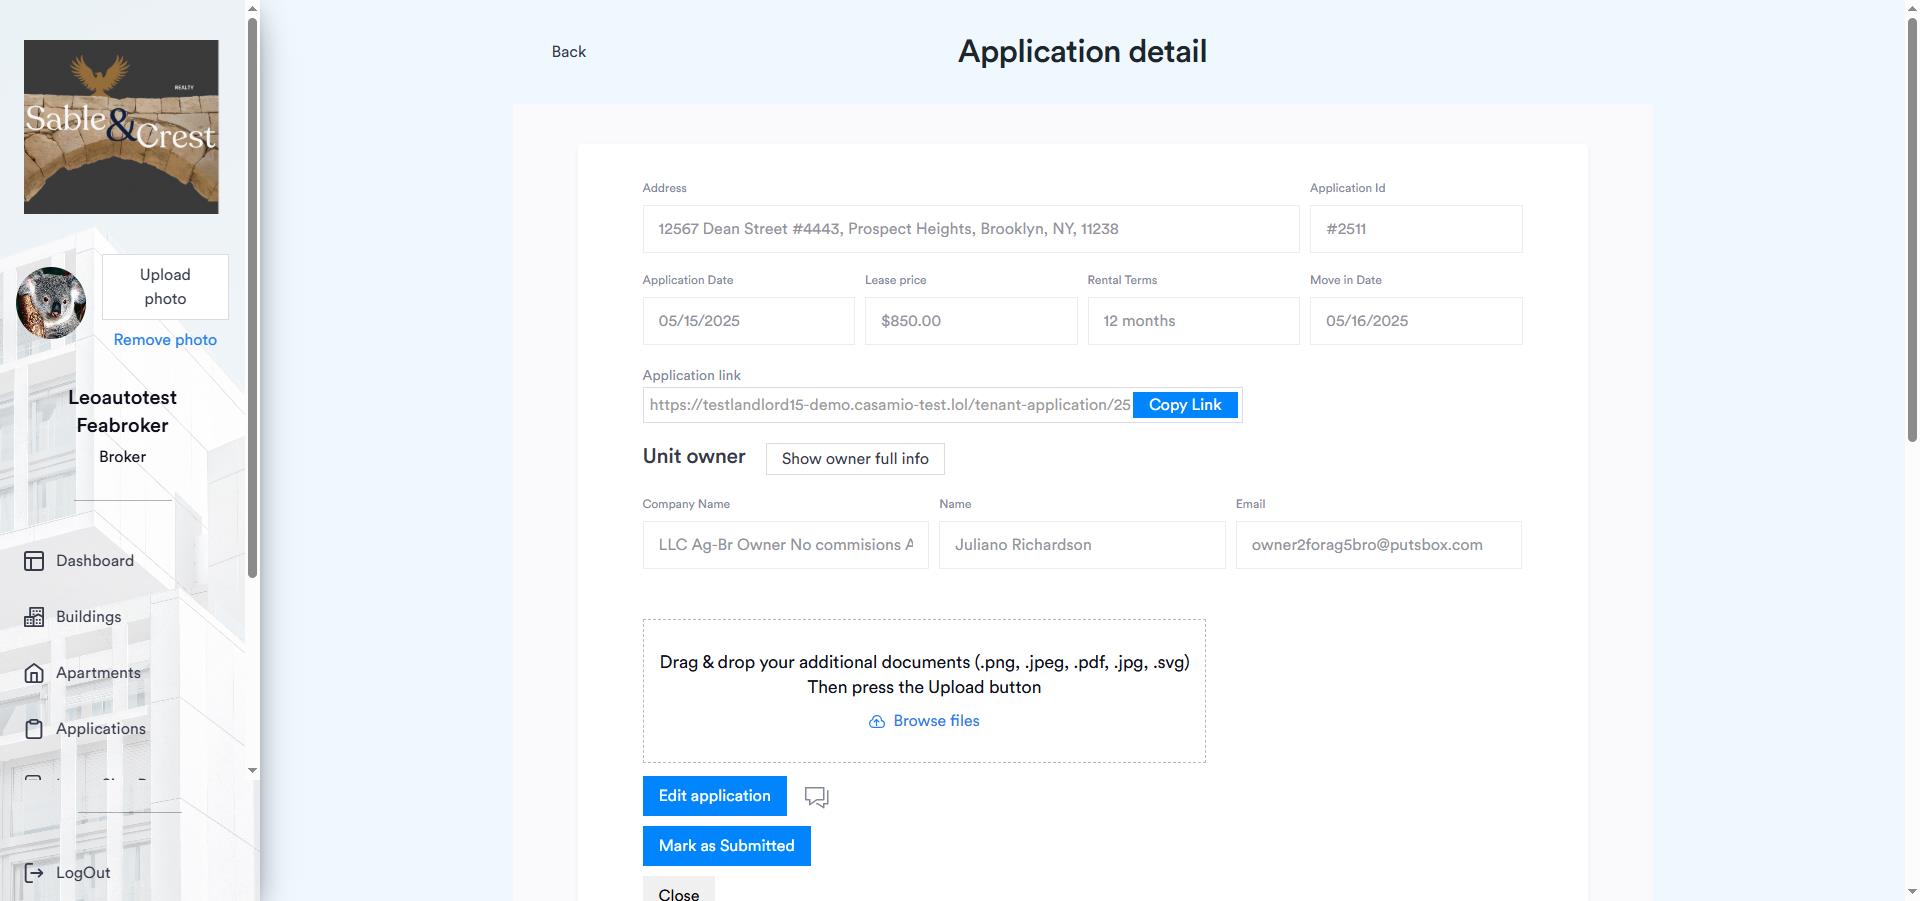 REALTY
Sable & Crest
Upload
photo
Remove photo
Leoautotest
Feabroker
Broker
Dashboard
Buildings
Apartments
Applications
LogOut
Back
Application detail
Address
Application Id
12567 Dean Street #4443, Prospect Heights, Brooklyn, NY, 11238
#2511
Application Date
Lease price
Rental Terms
Move in Date
05/15/2025
$850.00
12 months
05/16/2025
Application link
https://testlandlord15-demo.casamio-test.lol/tenant-application/25
Copy Link
Unit owner
Show owner full info
Company Name
Name
Email
LLC Ag-Br Owner No commisions A
Juliano Richardson
owner2forag5bro@putsbox.com
Drag & drop your additional documents (.png, .jpeg, .pdf, .jpg, .svg)
Then press the Upload button
Browse files
Edit application
Mark as Submitted
Close